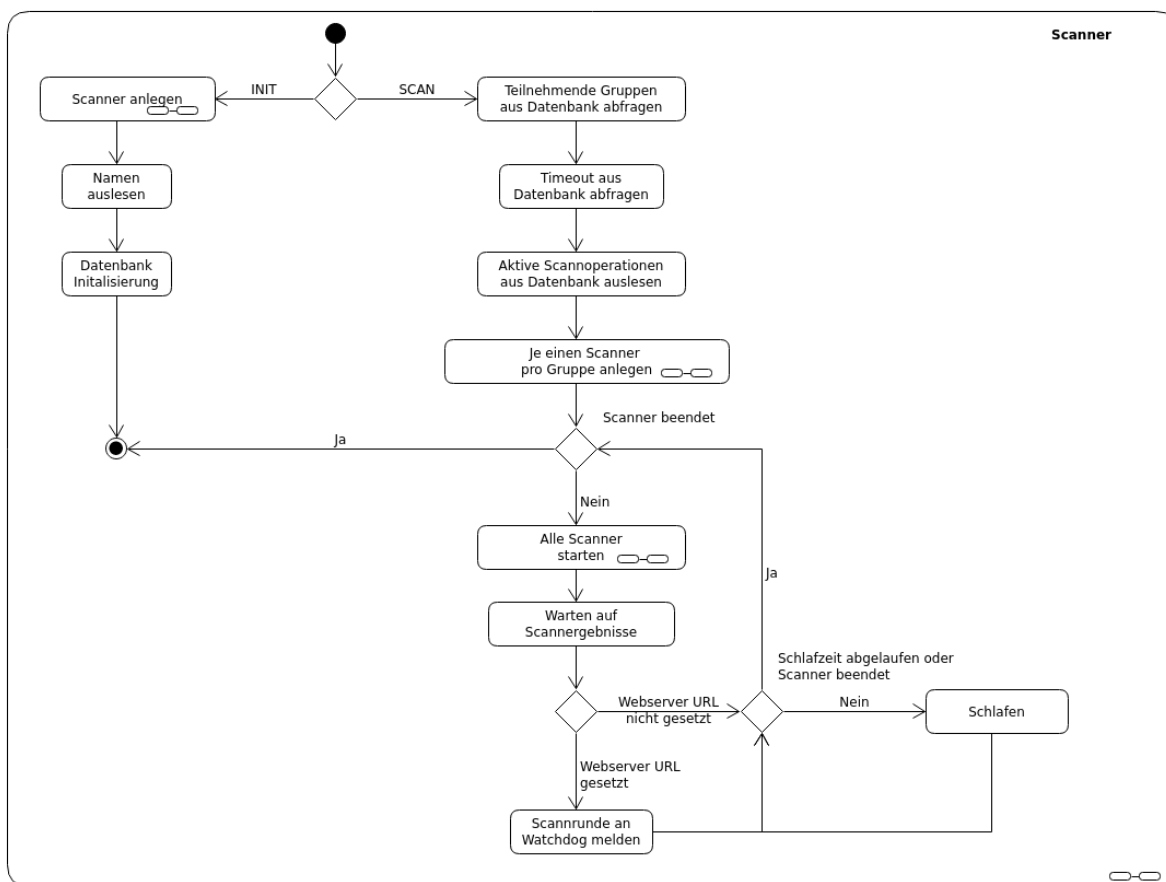 Scanner
INIT
SCAN
Scanner anlegen
Teilnehmende Gruppen
aus Datenbank abfragen
Namen
auslesen
Timeout aus
Datenbank abfragen
Datenbank
Initalisierung
Aktive Scannoperationen
aus Datenbank auslesen
Je einen Scanner
pro Gruppe anlegen
Scanner beendet
Ja
Nein
Alle Scanner
starten
Ja
Warten auf
Scannergebnisse
Schlafzeit abgelaufen oder
Scanner beendet
Webserver URL
nicht gesetzt
Nein
Schlafen
Webserver URL
gesetzt
Scannrunde an
Watchdog melden